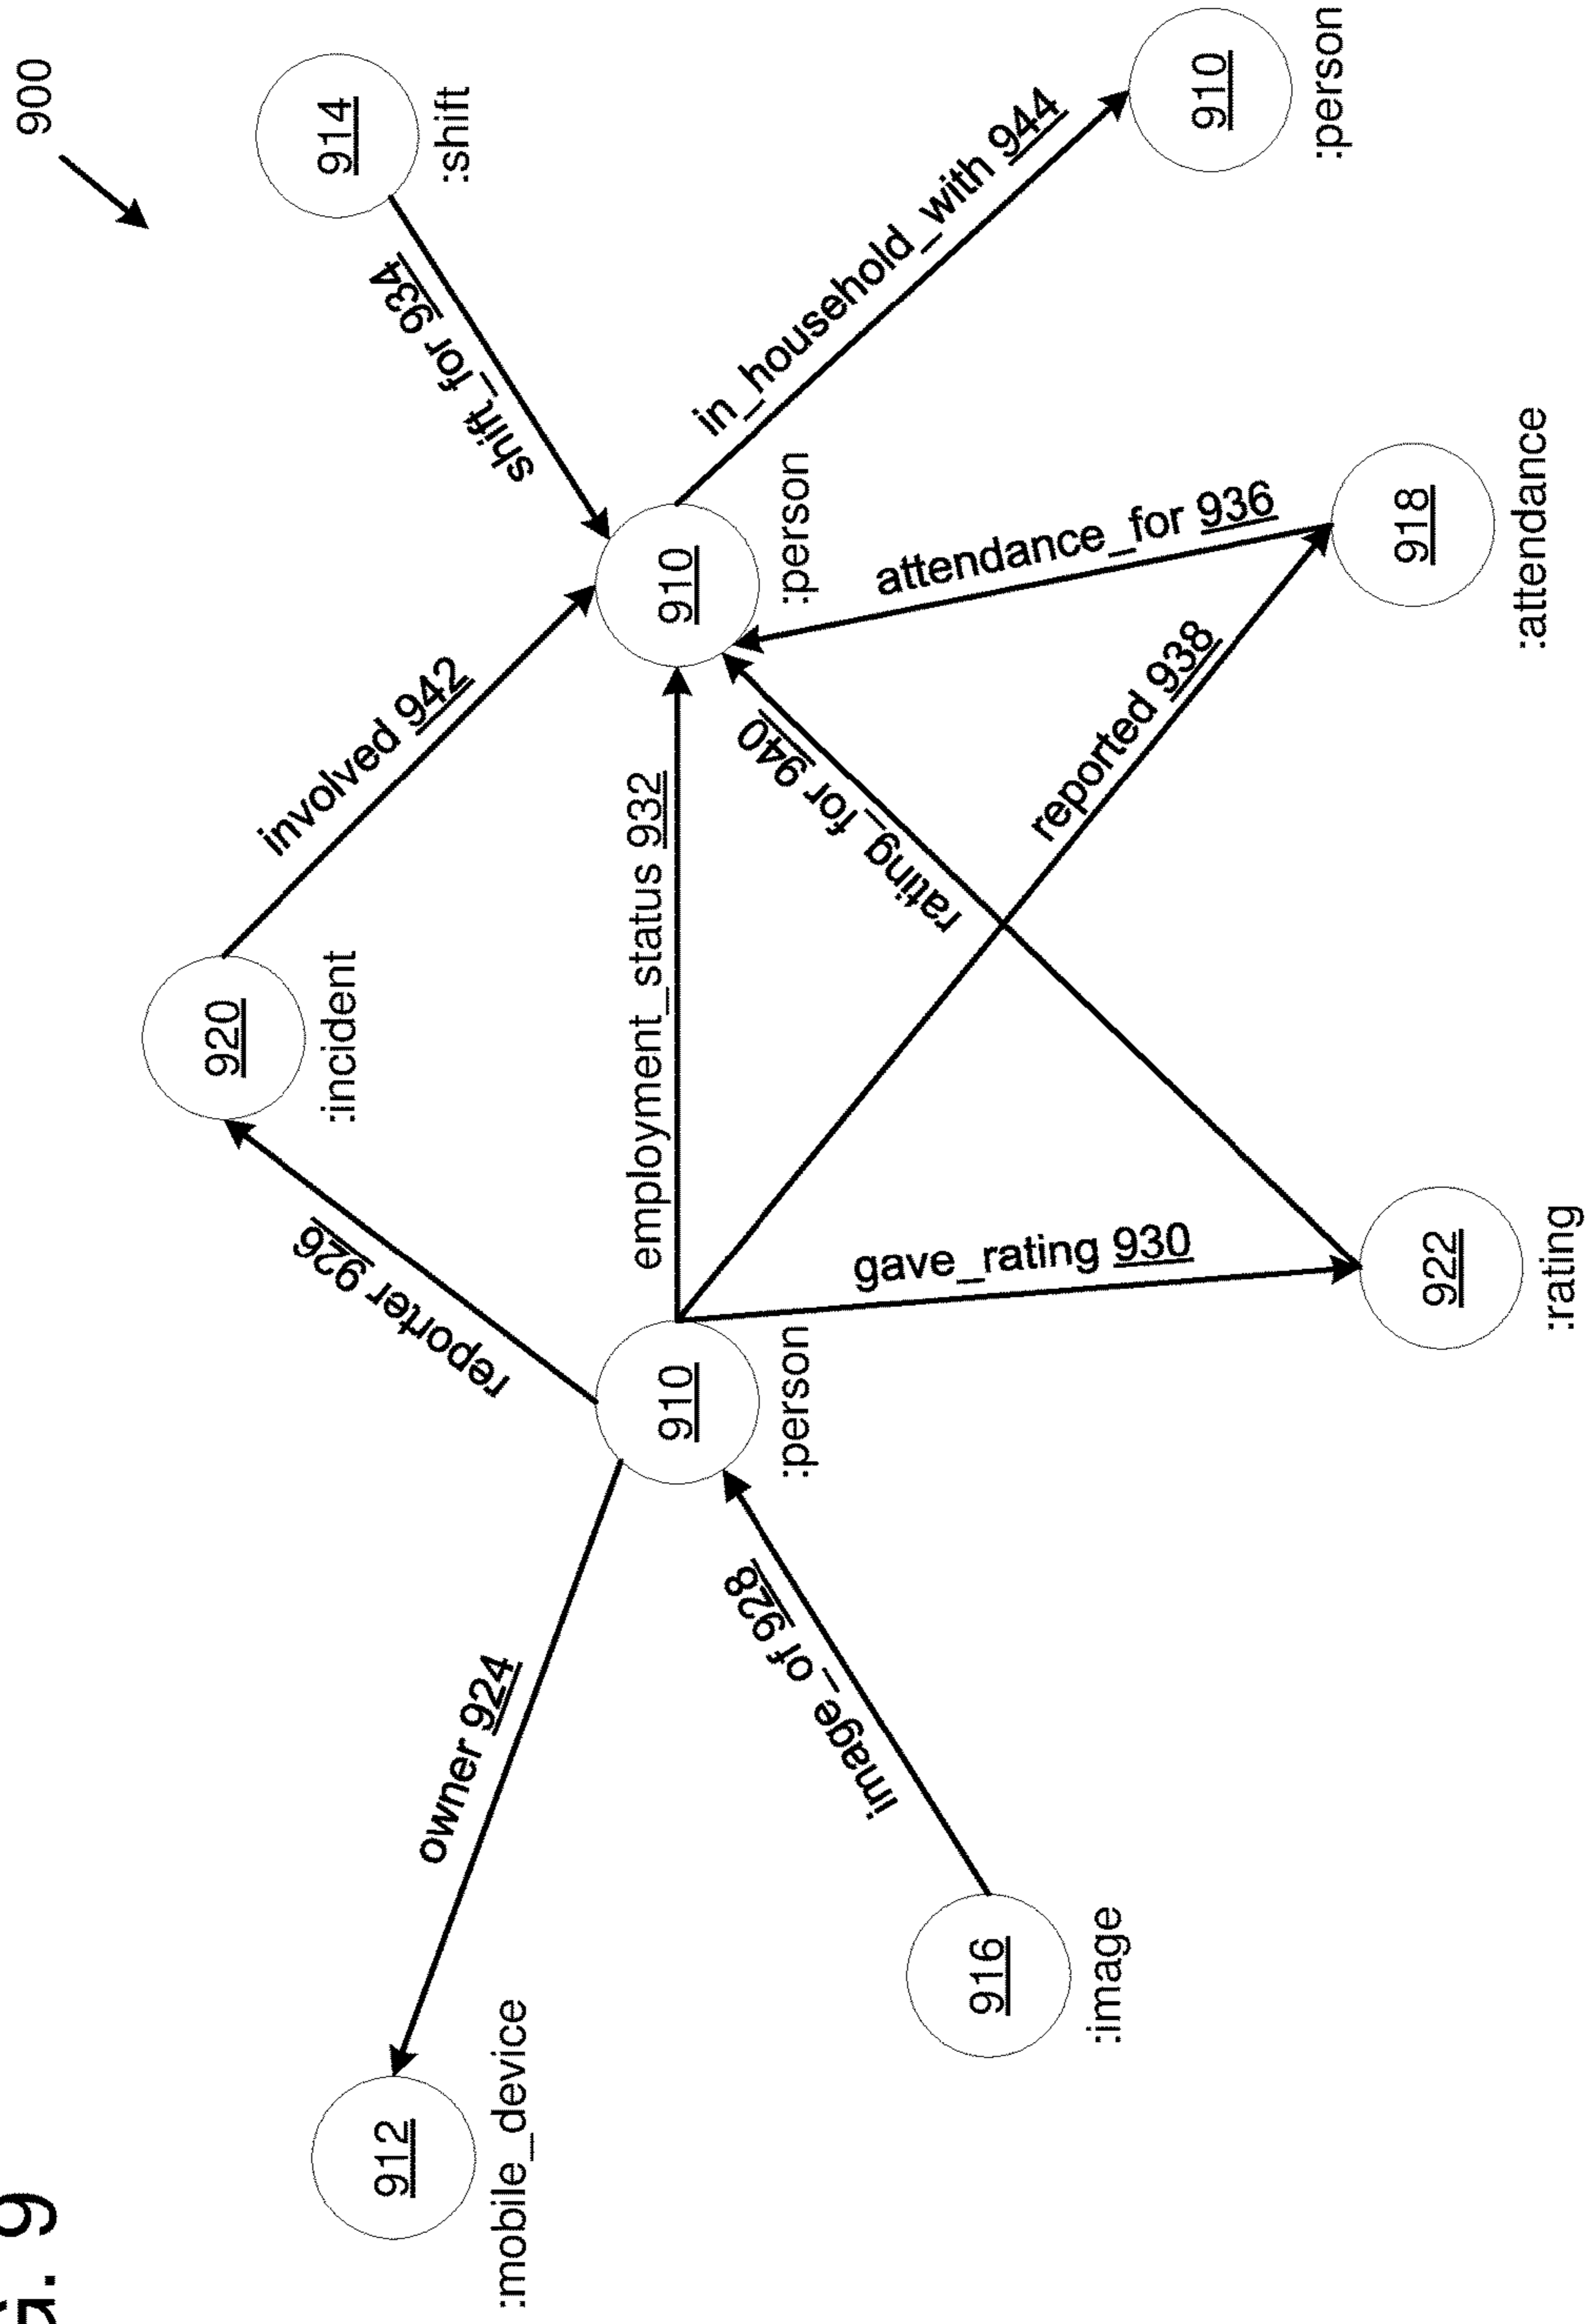 900
914
:shift
shift_for 934
920
:incident
involved 942
reporter 926
912
:mobile_device
owner 924
910
:person
employment_status 932
910
:person
in_household_with 944
910
:person
image_of 928
916
:image
rating_for 940
attendance_for 936
reported 938
gave_rating 930
922
:rating
918
:attendance
9